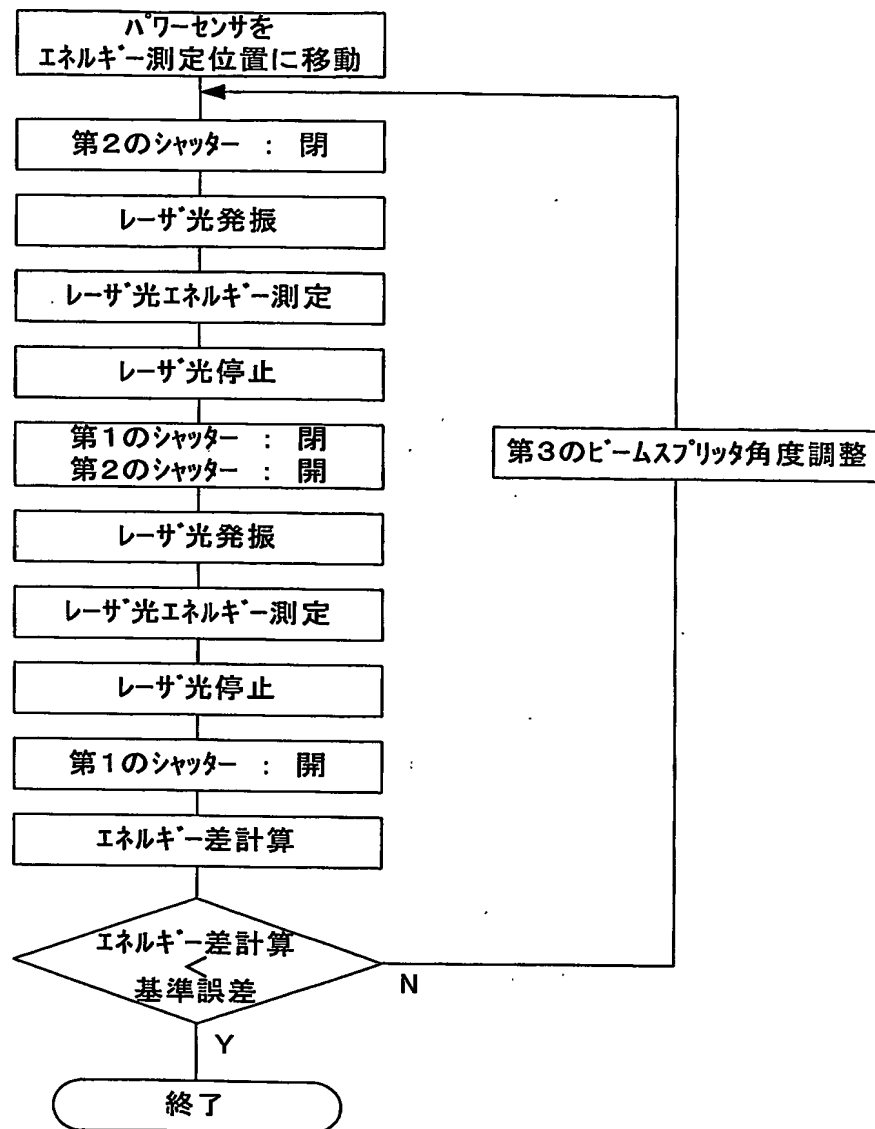 パワーセンサを
エネルギー測定位置に移動
第2のシャッター : 閉
レーザ光発振
レーザ光エネルギー測定
レーザ光停止
第1のシャッター : 閉
第2のシャッター : 開
レーザ光発振
レーザ光エネルギー測定
レーザ光停止
第1のシャッター : 開
エネルギー差計算
エネルギー差計算
<
基準誤差
N
Y
終了
第3のビームスプリッタ角度調整